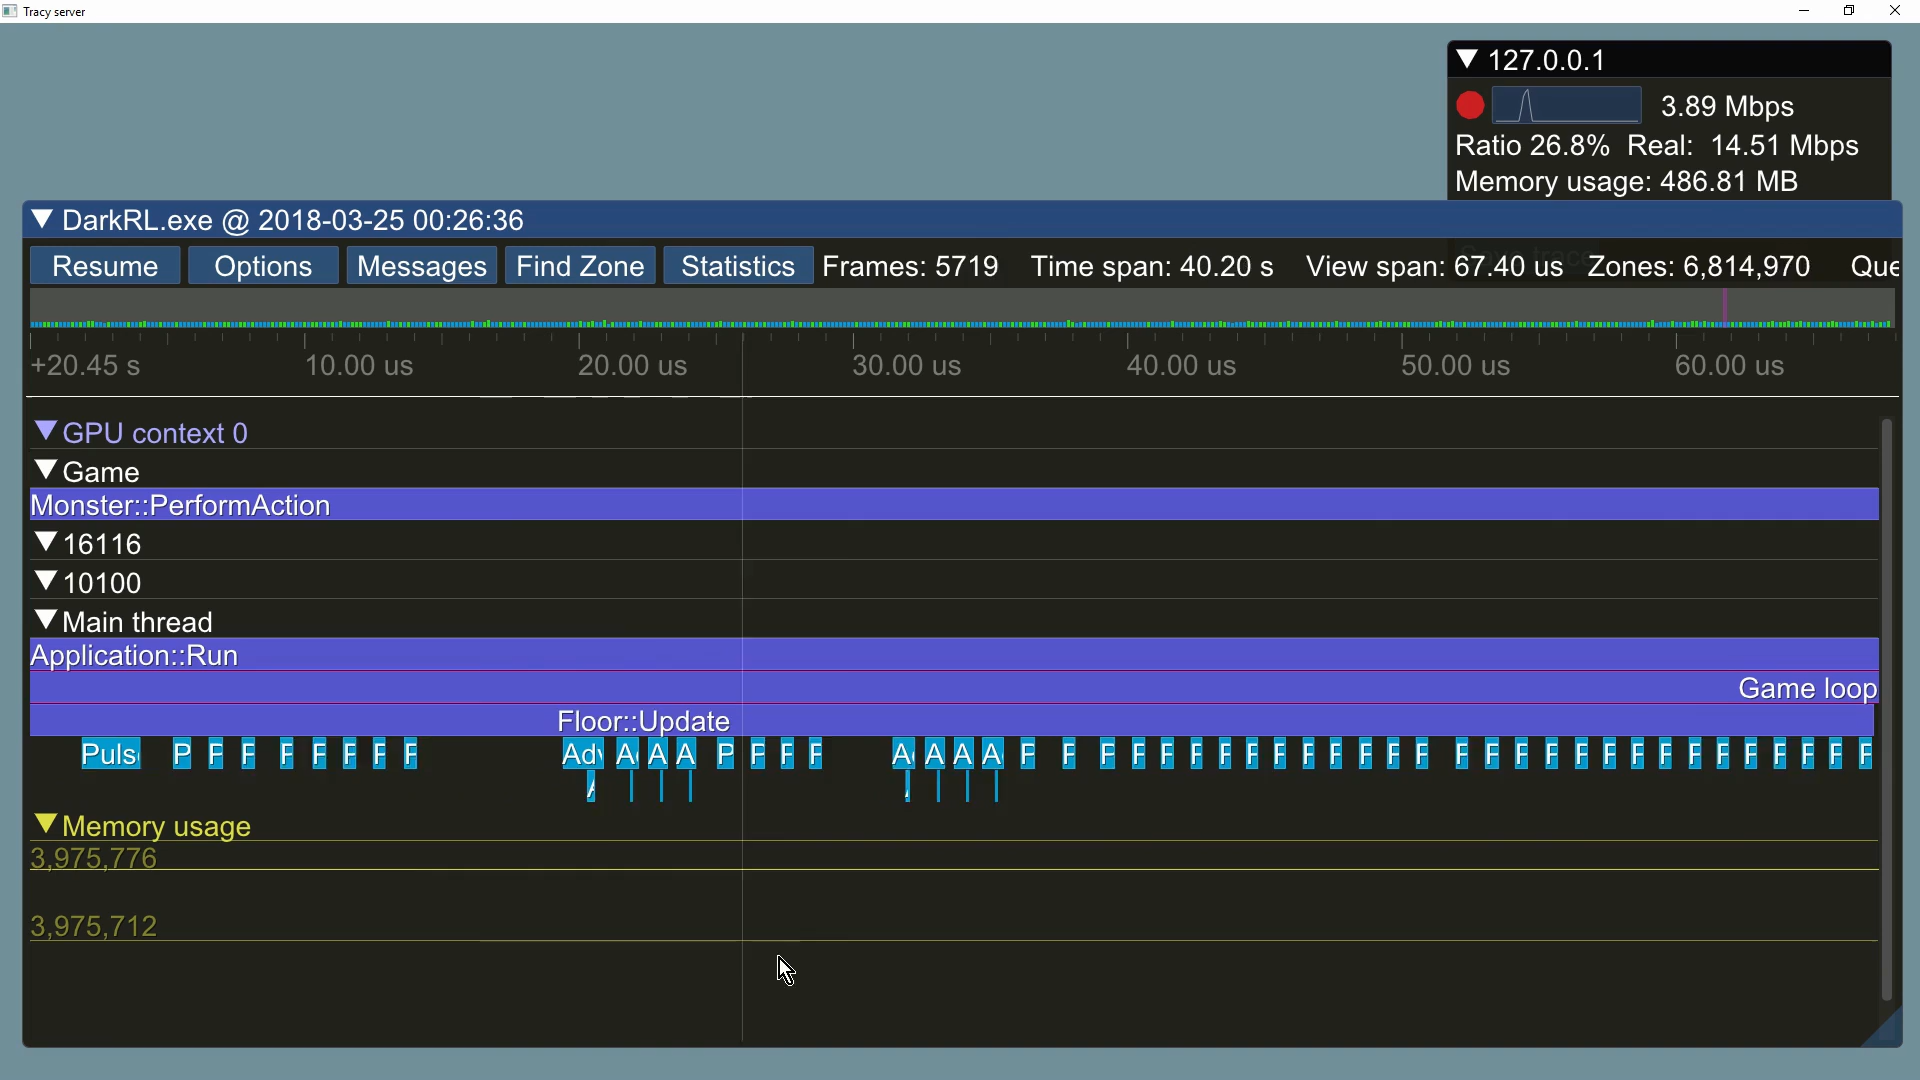 Tracy server
127.0.0.1
3.89 Mbps
Ratio 26.8% Real: 14.51 Mbps
Memory usage: 486.81 MB
DarkRL.exe @ 2018-03-25 00:26:36
Resume Options Messages Find Zone Statistics Frames: 5719 Time span: 40.20 s View span: 67.40 us Zones: 6,814,970 Que
+20.45 s 10.00 us 20.00 us 30.00 us 40.00 us 50.00 us 60.00 us
GPU context 0
Game
Monster::PerformAction
16116
10100
Main thread
Application::Run
Game loop
Floor::Update
Memory usage
3,975,776
3,975,712